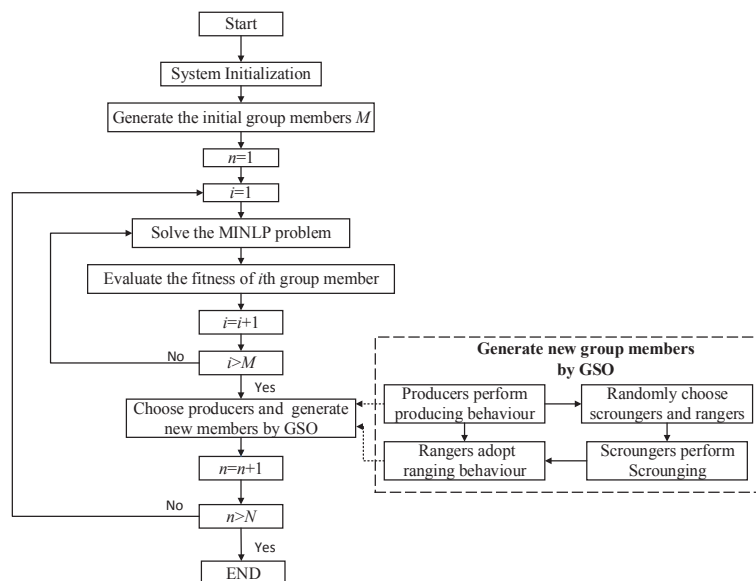 Start
System Initialization
Generate the initial group members M
n=1
i=1
Solve the MINLP problem
Evaluate the fitness of ith group member
i=i+1
No
i>M
Yes
Choose producers and generate
new members by GSO
n=n+1
No
n>N
Yes
END
Generate new group members
by GSO
Producers perform
producing behaviour
Randomly choose
scroungers and rangers
Rangers adopt
ranging behaviour
Scroungers perform
Scrounging